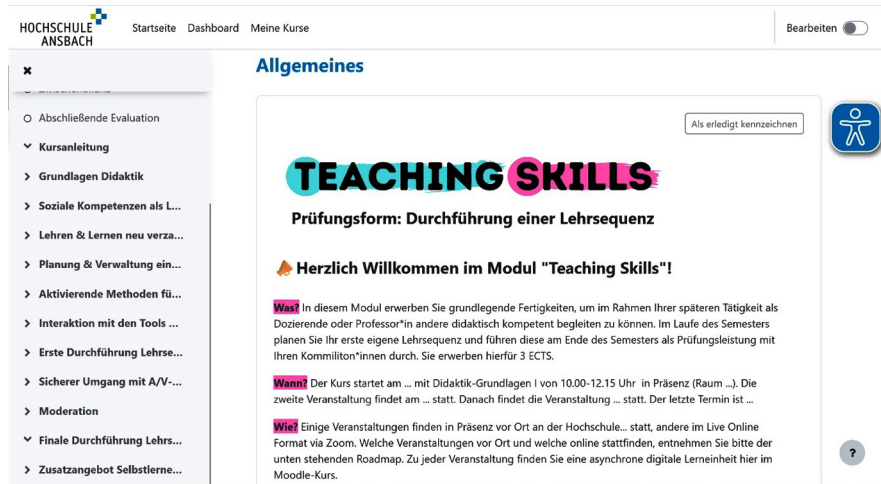 HOCHSCHULE
ANSBACH
Startseite Dashboard Meine Kurse
Bearbeiten
Abschließende Evaluation
Kursanleitung
Grundlagen Didaktik
Soziale Kompetenzen als L...
Lehren & Lernen neu verza...
Planung & Verwaltung ein...
Aktivierende Methoden fü...
Interaktion mit den Tools ...
Erste Durchführung Lehrse...
Sicherer Umgang mit A/V-...
Moderation
Finale Durchführung Lehrs...
Zusatzangebot Selbstlerne...
Allgemeines
Als erledigt kennzeichnen
TEACHING SKILLS
Prüfungsform: Durchführung einer Lehrsequenz
Herzlich Willkommen im Modul "Teaching Skills"!
Was? In diesem Modul erwerben Sie grundlegende Fertigkeiten, um im Rahmen Ihrer späteren Tätigkeit als
Dozierende oder Professor*in andere didaktisch kompetent begleiten zu können. Im Laufe des Semesters
planen Sie Ihr erste eigene Lehrsequenz und führen diese am Ende des Semesters als Prüfungsleistung mit
Ihren Kommiliton*innen durch. Sie erwerben hierfür 3 ECTS.
Wann? Der Kurs startet am ... mit Didaktik-Grundlagen I von 10.00-12.15 Uhr in Präsenz (Raum ...). Die
zweite Veranstaltung findet am ... statt. Danach findet die Veranstaltung ... statt. Der letzte Termin ist ...
Wie? Einige Veranstaltungen finden in Präsenz vor Ort an der Hochschule... statt, andere im Live Online
Format via Zoom. Welche Veranstaltungen vor Ort und welche online stattfinden, entnehmen Sie bitte der
unten stehenden Roadmap. Zu jeder Veranstaltung finden Sie eine asynchrone digitale Lerneinheit hier im
Moodle-Kurs.
?